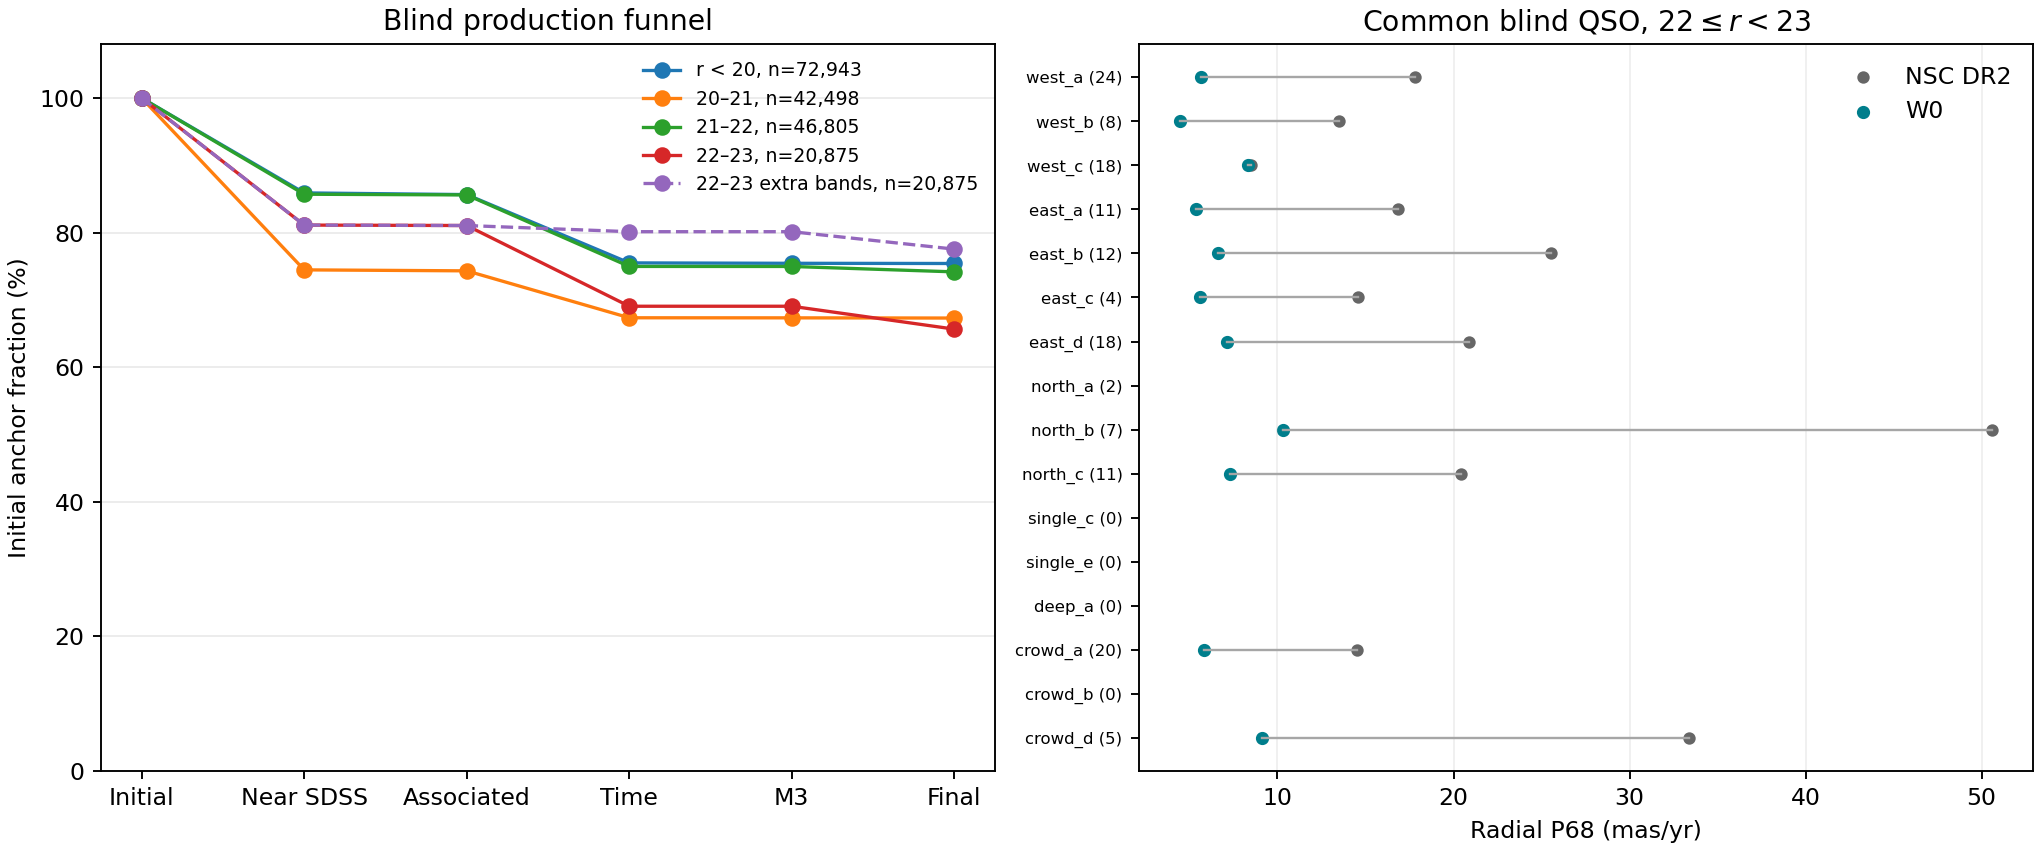 Blind production funnel
Initial anchor fraction (%)
100
80
60
40
20
0
Initial
Near SDSS
Associated
Time
M3
Final
r < 20, n=72,943
20–21, n=42,498
21–22, n=46,805
22–23, n=20,875
22–23 extra bands, n=20,875
Common blind QSO, 22 ≤ r < 23
west_a (24)
west_b (8)
west_c (18)
east_a (11)
east_b (12)
east_c (4)
east_d (18)
north_a (2)
north_b (7)
north_c (11)
single_c (0)
single_e (0)
deep_a (0)
crowd_a (20)
crowd_b (0)
crowd_d (5)
NSC DR2
W0
10
20
30
40
50
Radial P68 (mas/yr)